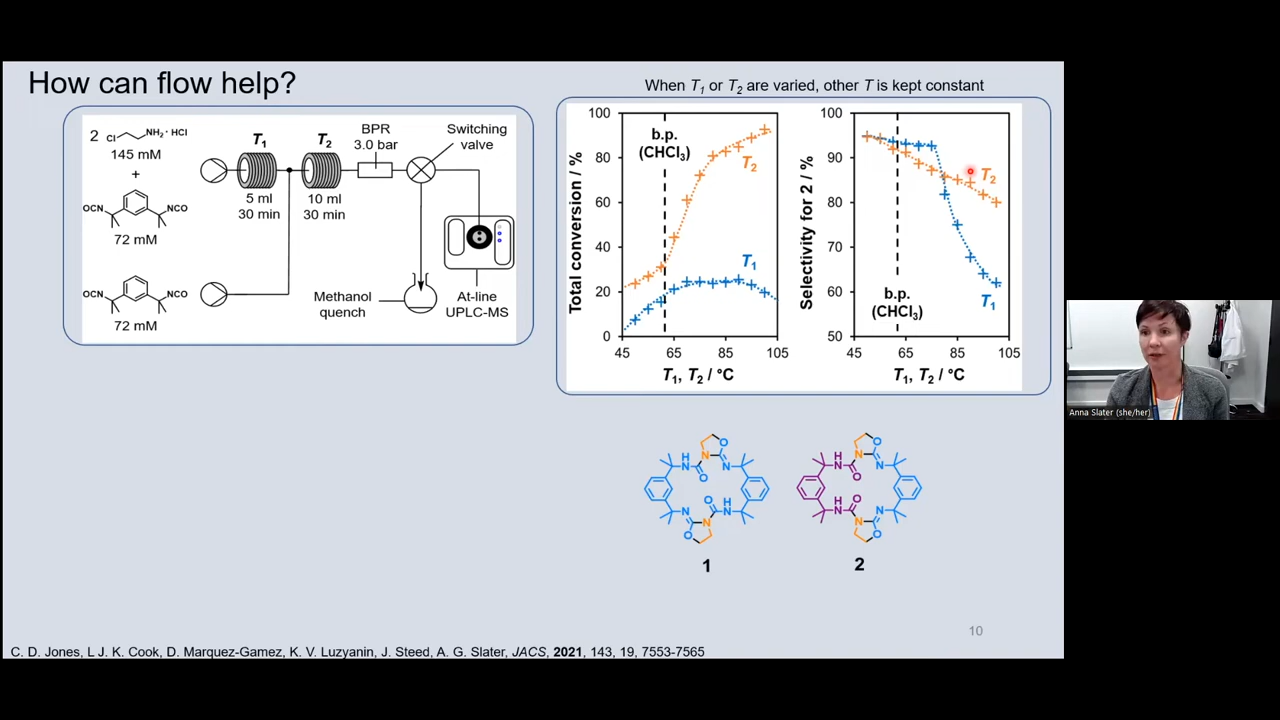 How can flow help?
When T₁ or T₂ are varied, other T is kept constant
2 Cl NH₂· HCl
145 mM
+
OCN NCO
72 mM
OCN NCO
72 mM
T₁
5 ml
30 min
T₂
10 ml
30 min
BPR
3.0 bar
Switching
valve
Methanol
quench
At-line
UPLC-MS
Total conversion / %
100
80
60
40
20
0
b.p.
(CHCl₃)
T₂
T₁
45 65 85 105
T₁, T₂ / °C
Selectivity for 2 / %
100
90
80
70
60
50
T₂
b.p.
(CHCl₃)
T₁
45 65 85 105
T₁, T₂ / °C
O
H
N
NH
N
O
O
H
N
N
N
O
1
O
H
N
N
N
O
O
N
N
H
N
O
2
10
C. D. Jones, L J. K. Cook, D. Marquez-Gamez, K. V. Luzyanin, J. Steed, A. G. Slater, JACS, 2021, 143, 19, 7553-7565
Anna Slater (she/her)